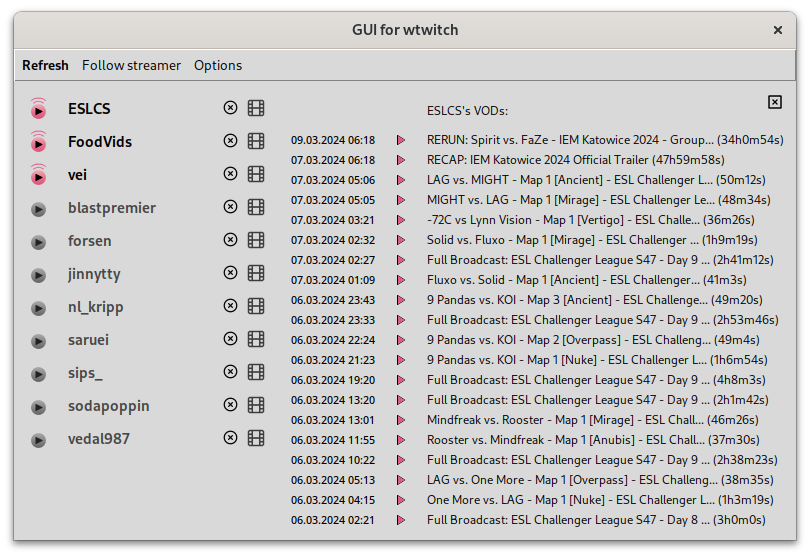 GUI for wtwitch
Refresh Follow streamer Options
ESLCS
FoodVids
vei
blastpremier
forsen
jinnytty
nl_kripp
saruei
sips_
sodapoppin
vedal987
ESLCS's VODs:
09.03.2024 06:18 RERUN: Spirit vs. FaZe - IEM Katowice 2024 - Group... (34h0m54s)
07.03.2024 06:18 RECAP: IEM Katowice 2024 Official Trailer (47h59m58s)
07.03.2024 05:06 LAG vs. MIGHT - Map 1 [Ancient] - ESL Challenger L... (50m12s)
07.03.2024 05:05 MIGHT vs. LAG - Map 1 [Mirage] - ESL Challenger Le... (48m34s)
07.03.2024 03:21 -72C vs Lynn Vision - Map 1 [Vertigo] - ESL Challe... (36m26s)
07.03.2024 02:32 Solid vs. Fluxo - Map 1 [Mirage] - ESL Challenger ... (1h9m19s)
07.03.2024 02:27 Full Broadcast: ESL Challenger League S47 - Day 9 ... (2h41m12s)
07.03.2024 01:09 Fluxo vs. Solid - Map 1 [Ancient] - ESL Challenger... (41m3s)
06.03.2024 23:43 9 Pandas vs. KOI - Map 3 [Ancient] - ESL Challenge... (49m20s)
06.03.2024 23:33 Full Broadcast: ESL Challenger League S47 - Day 9 ... (2h53m46s)
06.03.2024 22:24 9 Pandas vs. KOI - Map 2 [Overpass] - ESL Challeng... (49m4s)
06.03.2024 21:23 9 Pandas vs. KOI - Map 1 [Nuke] - ESL Challenger L... (1h6m54s)
06.03.2024 19:20 Full Broadcast: ESL Challenger League S47 - Day 9 ... (4h8m3s)
06.03.2024 13:20 Full Broadcast: ESL Challenger League S47 - Day 9 ... (2h1m42s)
06.03.2024 13:01 Mindfreak vs. Rooster - Map 1 [Mirage] - ESL Chall... (46m26s)
06.03.2024 11:55 Rooster vs. Mindfreak - Map 1 [Anubis] - ESL Chall... (37m30s)
06.03.2024 10:22 Full Broadcast: ESL Challenger League S47 - Day 9 ... (2h38m23s)
06.03.2024 05:13 LAG vs. One More - Map 1 [Overpass] - ESL Challeng... (38m35s)
06.03.2024 04:15 One More vs. LAG - Map 1 [Nuke] - ESL Challenger L... (1h3m19s)
06.03.2024 02:21 Full Broadcast: ESL Challenger League S47 - Day 8 ... (3h0m0s)